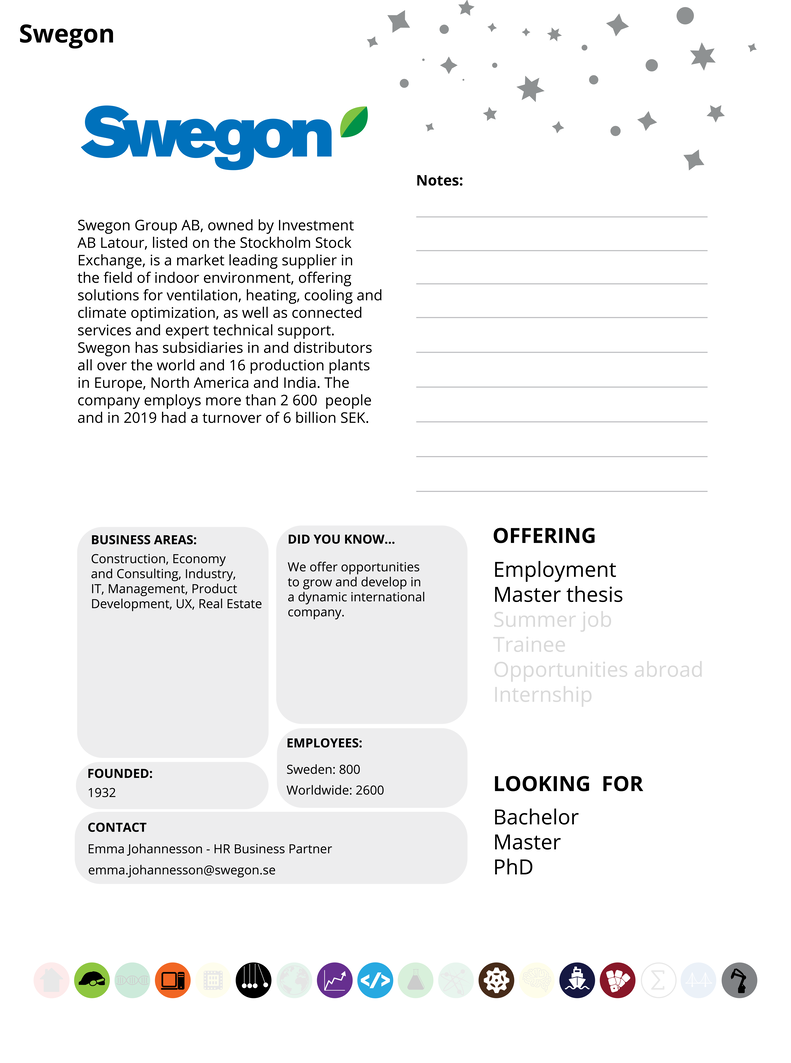 Swegon
Swegon
Notes:
Swegon Group AB, owned by Investment
AB Latour, listed on the Stockholm Stock
Exchange, is a market leading supplier in
the field of indoor environment, offering
solutions for ventilation, heating, cooling and
climate optimization, as well as connected
services and expert technical support.
Swegon has subsidiaries in and distributors
all over the world and 16 production plants
in Europe, North America and India. The
company employs more than 2 600  people
and in 2019 had a turnover of 6 billion SEK.
BUSINESS AREAS:
Construction, Economy
and Consulting, Industry,
IT, Management, Product
Development, UX, Real Estate
DID YOU KNOW...
We offer opportunities
to grow and develop in
a dynamic international
company.
OFFERING
Employment
Master thesis
Summer job
Trainee
Opportunities abroad
Internship
FOUNDED:
1932
EMPLOYEES:
Sweden: 800
Worldwide: 2600
CONTACT
Emma Johannesson - HR Business Partner
emma.johannesson@swegon.se
LOOKING  FOR
Bachelor
Master
PhD